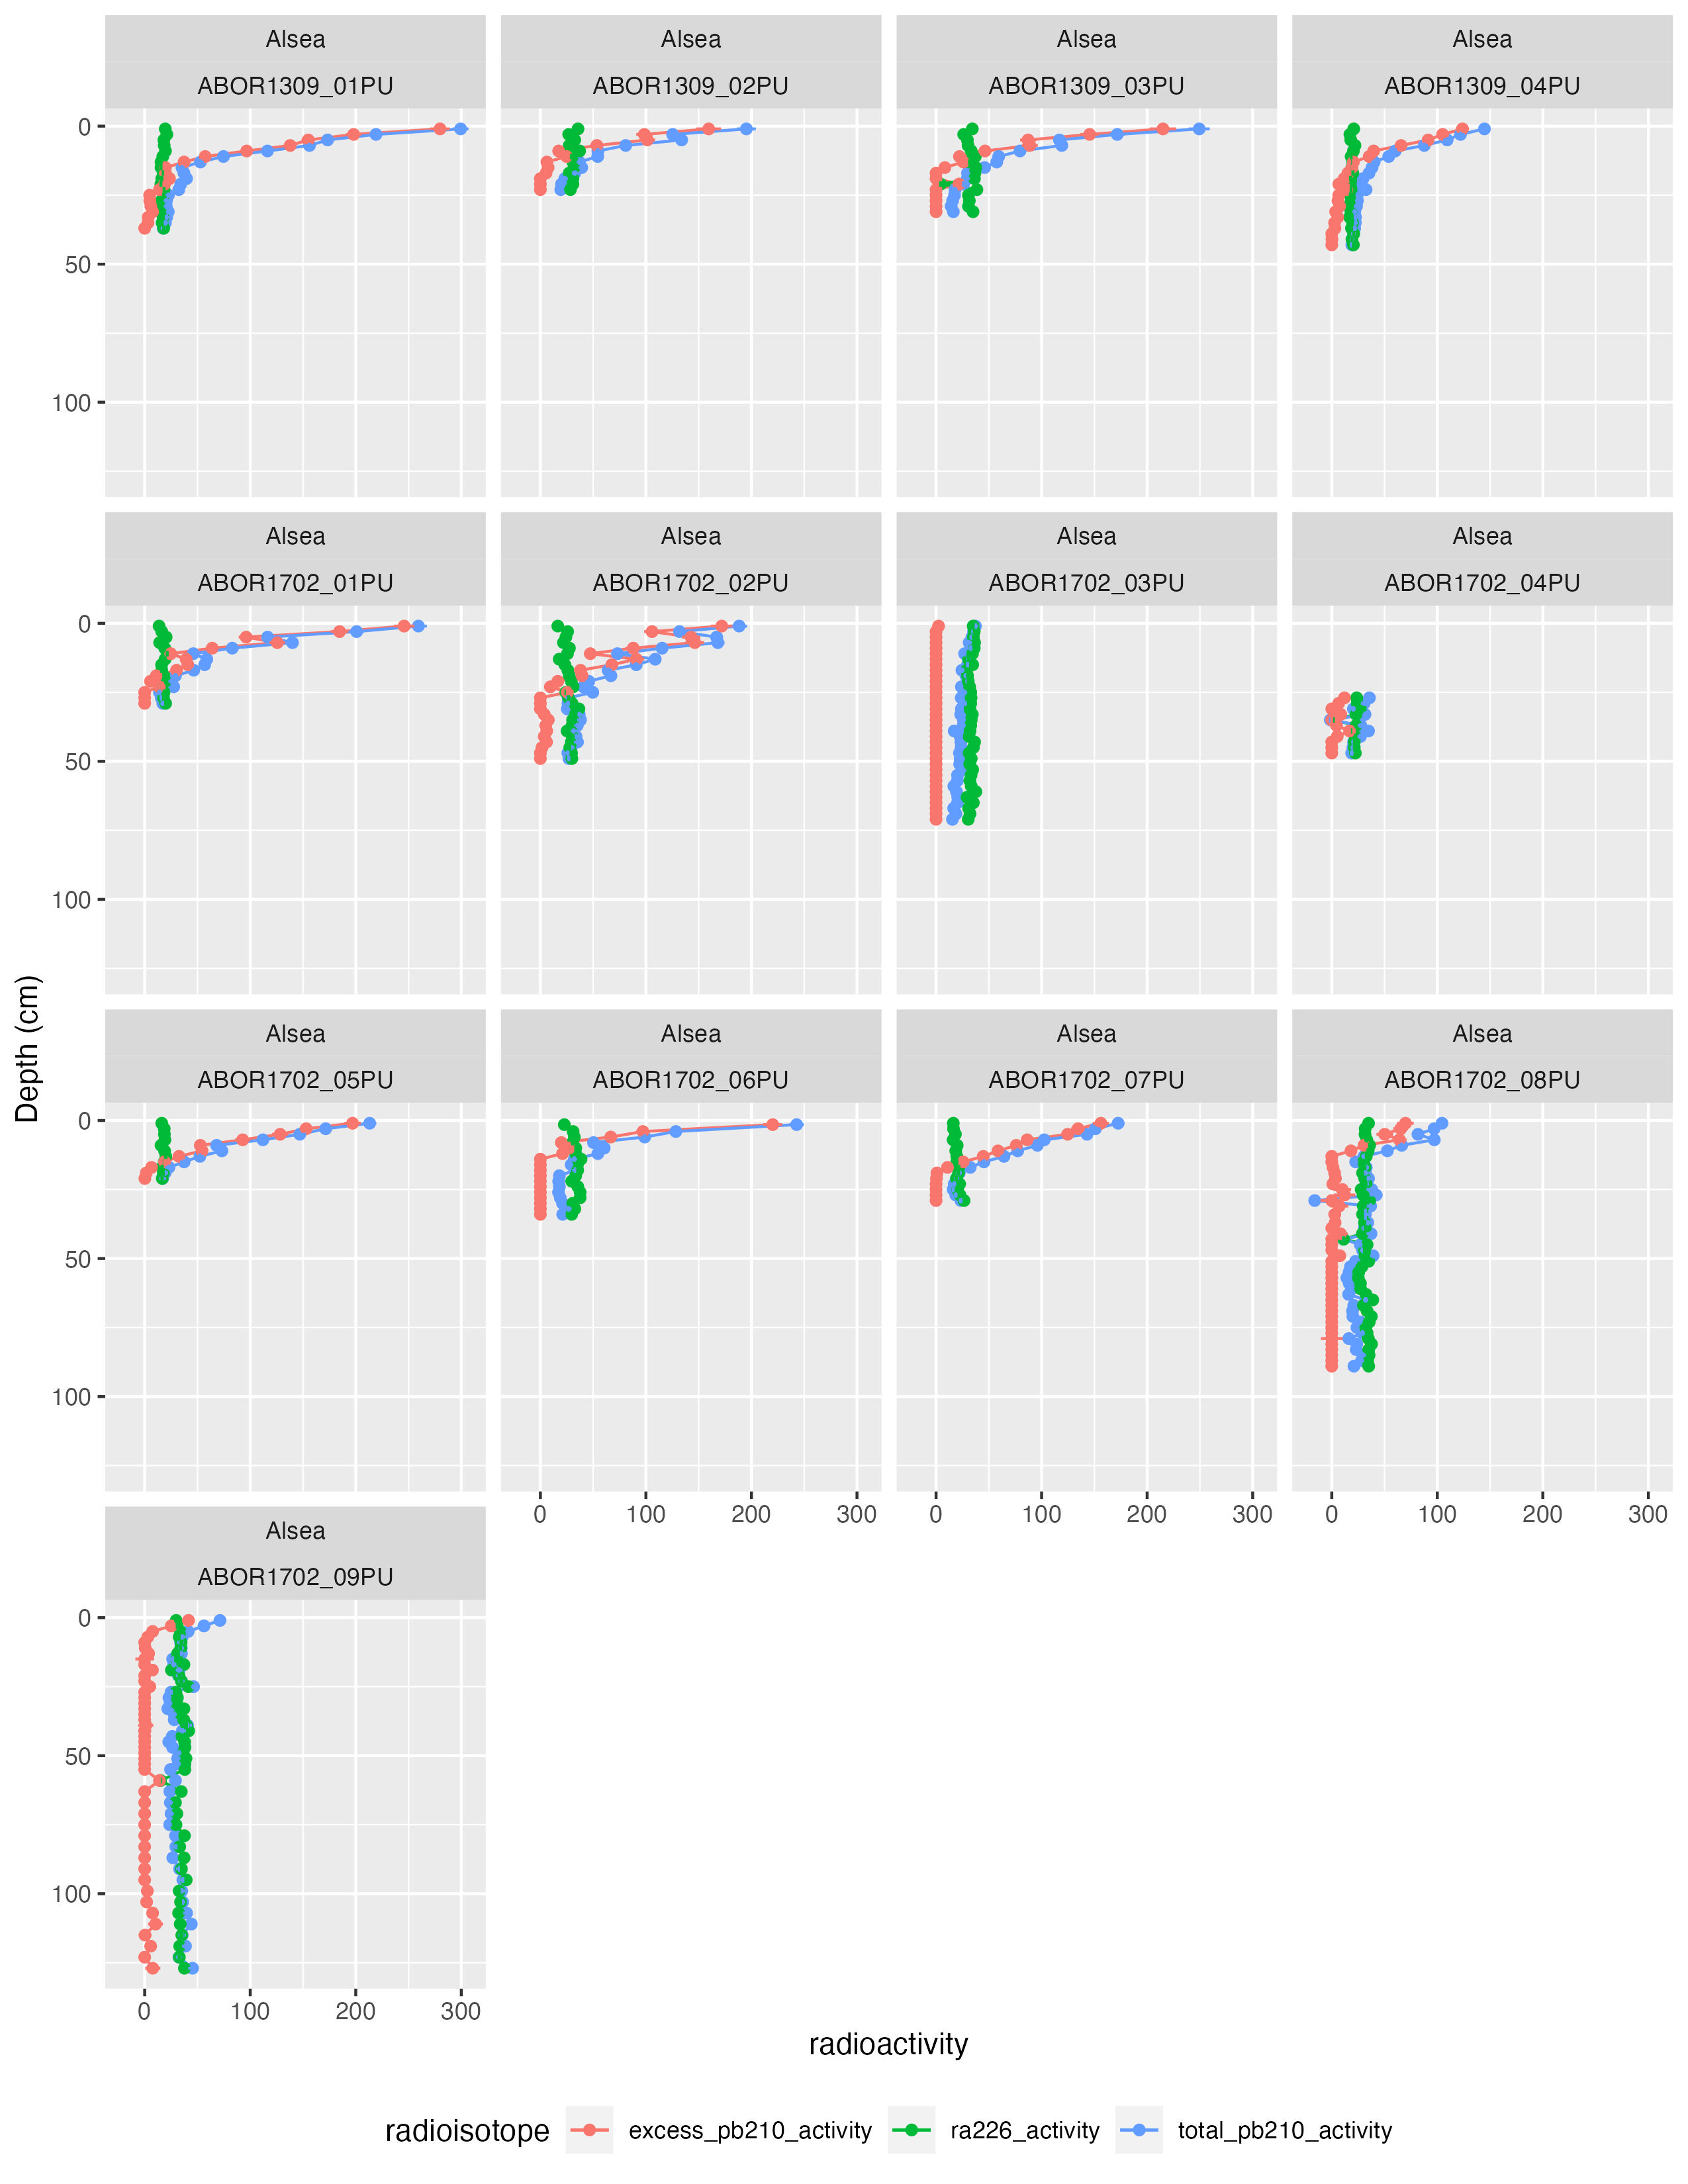 Alsea Alsea Alsea Alsea
ABOR1309_01PU ABOR1309_02PU ABOR1309_03PU ABOR1309_04PU
0
50
100
Alsea Alsea Alsea Alsea
ABOR1702_01PU ABOR1702_02PU ABOR1702_03PU ABOR1702_04PU
0
50
100
Depth (cm)
Alsea Alsea Alsea Alsea
ABOR1702_05PU ABOR1702_06PU ABOR1702_07PU ABOR1702_08PU
0
50
100
0 100 200 300 0 100 200 300 0 100 200 300
Alsea
ABOR1702_09PU
0
50
100
0 100 200 300
radioactivity
radioisotope excess_pb210_activity ra226_activity total_pb210_activity